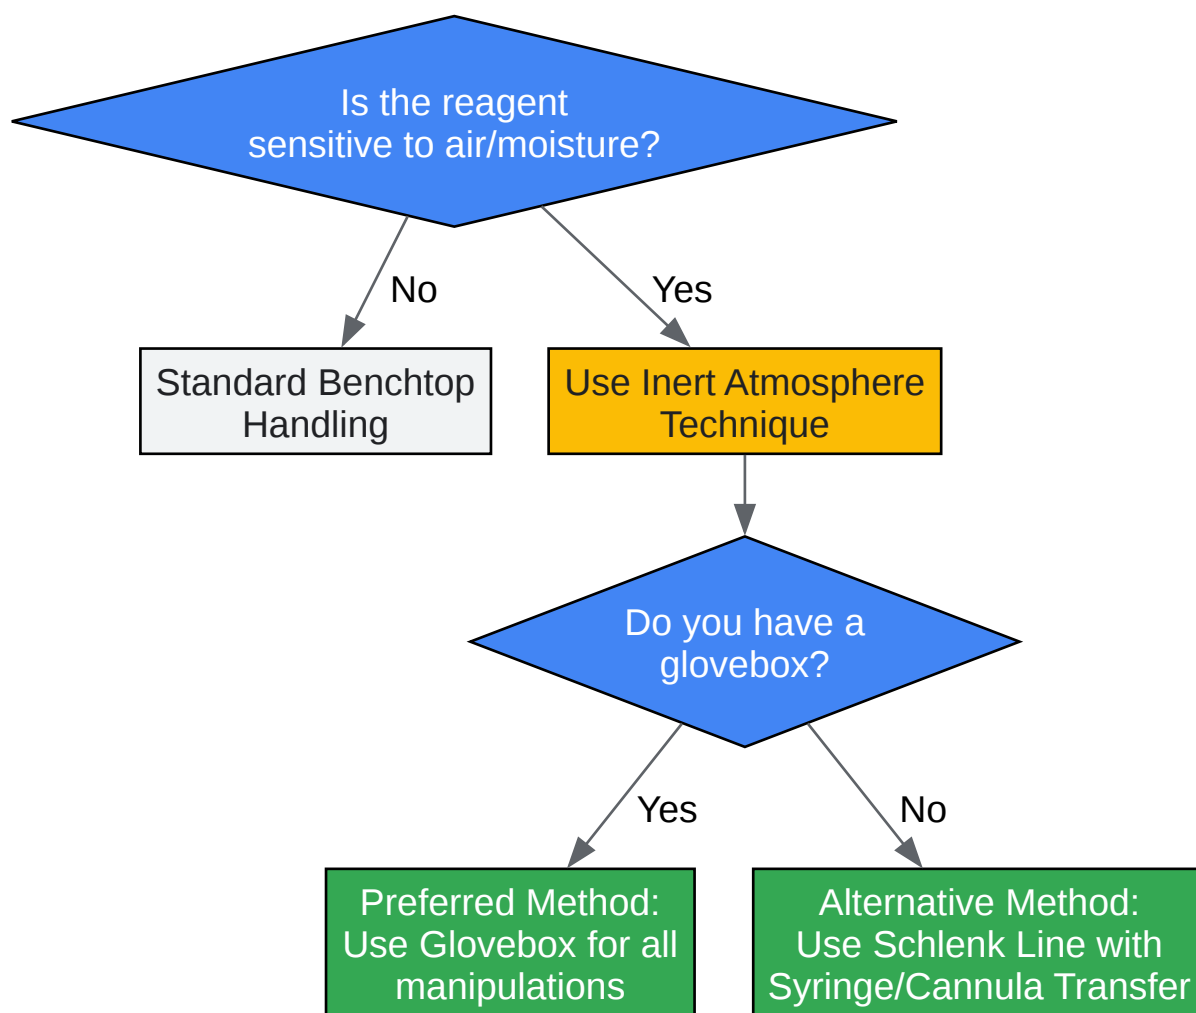 Is the reagent
sensitive to air/moisture?
No
Yes
Standard Benchtop
Handling
Use Inert Atmosphere
Technique
Do you have a
glovebox?
Yes
No
Preferred Method:
Use Glovebox for all
manipulations
Alternative Method:
Use Schlenk Line with
Syringe/Cannula Transfer